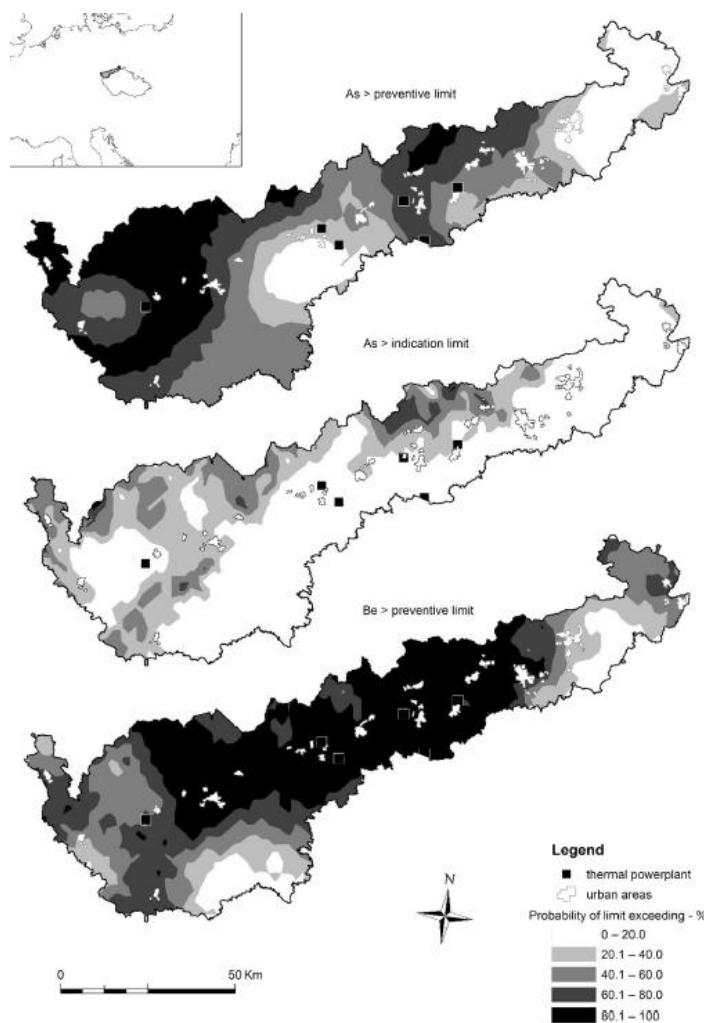 As > preventive limit
As > indication limit
Be > preventive limit
Legend
thermal powerplant
urban areas
Probability of limit exceeding - %
0 – 20.0
20.1 – 40.0
40.1 – 60.0
60.1 – 80.0
80.1 – 100
N
0 50 Km